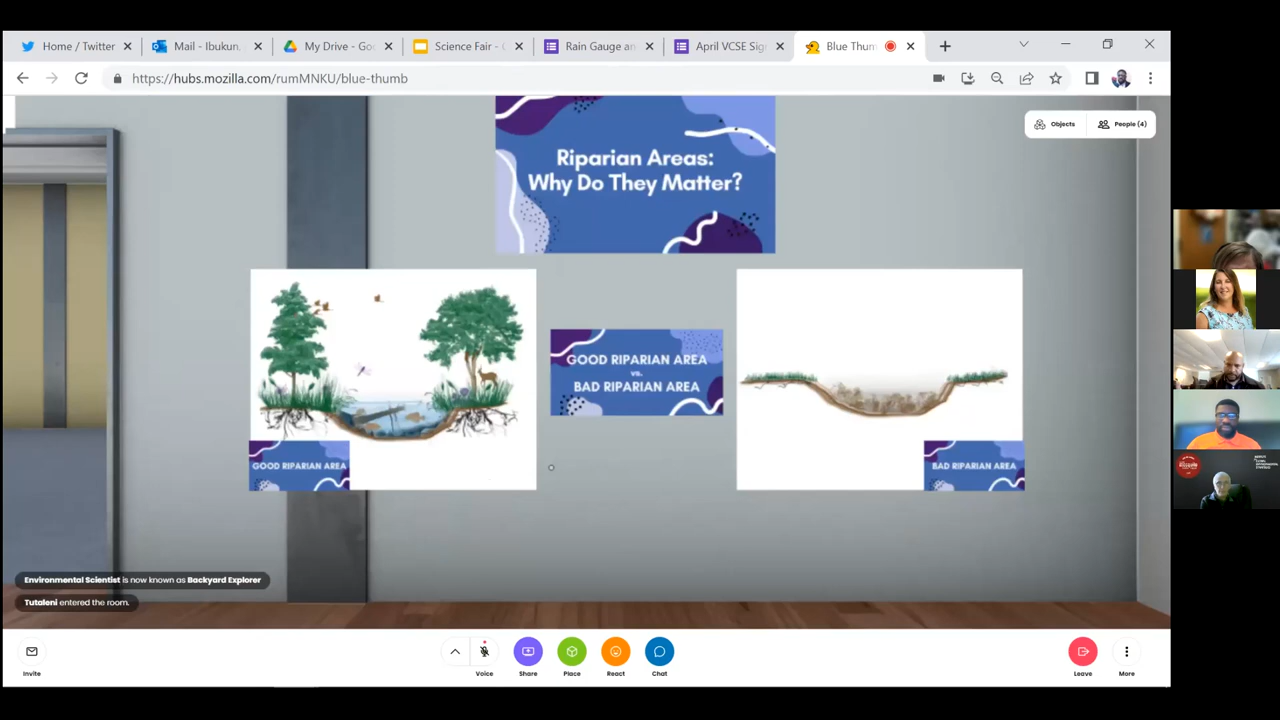 Home / Twitter
Mail - Ibukun.
My Drive - Goo
Science Fair - G
Rain Gauge an
April VCSE Sig
Blue Thum
https://hubs.mozilla.com/rumMNKU/blue-thumb
Objects
People (4)
Riparian Areas:
Why Do They Matter?
GOOD RIPARIAN AREA
vs.
BAD RIPARIAN AREA
GOOD RIPARIAN AREA
BAD RIPARIAN AREA
Environmental Scientist is now known as Backyard Explorer
Tutaleni entered the room.
Invite
Voice
Share
Place
React
Chat
Leave
More